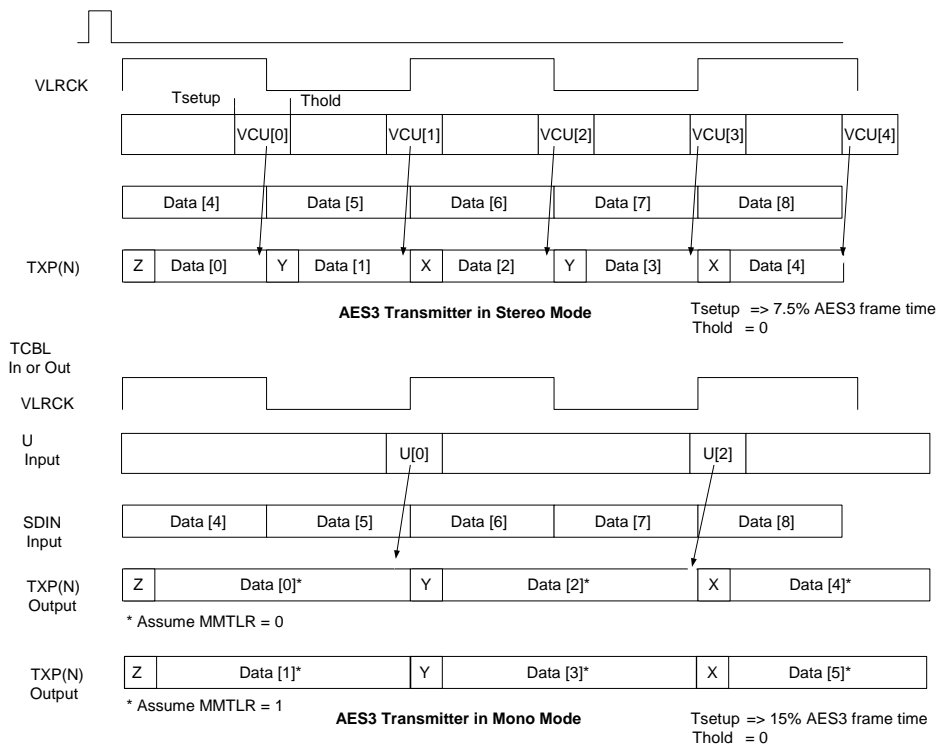 VLRCK
Tsetup Thold
VCU[0] VCU[1] VCU[2] VCU[3] VCU[4]
Data [4] Data [5] Data [6] Data [7] Data [8]
TXP(N) Z Data [0] Y Data [1] X Data [2] Y Data [3] X Data [4]
AES3 Transmitter in Stereo Mode
Tsetup => 7.5% AES3 frame time
Thold = 0
TCBL
In or Out
VLRCK
U
Input
U[0] U[2]
SDIN
Input
Data [4] Data [5] Data [6] Data [7] Data [8]
TXP(N)
Output
Z Data [0]* Y Data [2]* X Data [4]*
* Assume MMTLR = 0
TXP(N)
Output
Z Data [1]* Y Data [3]* X Data [5]*
* Assume MMTLR = 1
AES3 Transmitter in Mono Mode
Tsetup => 15% AES3 frame time
Thold = 0